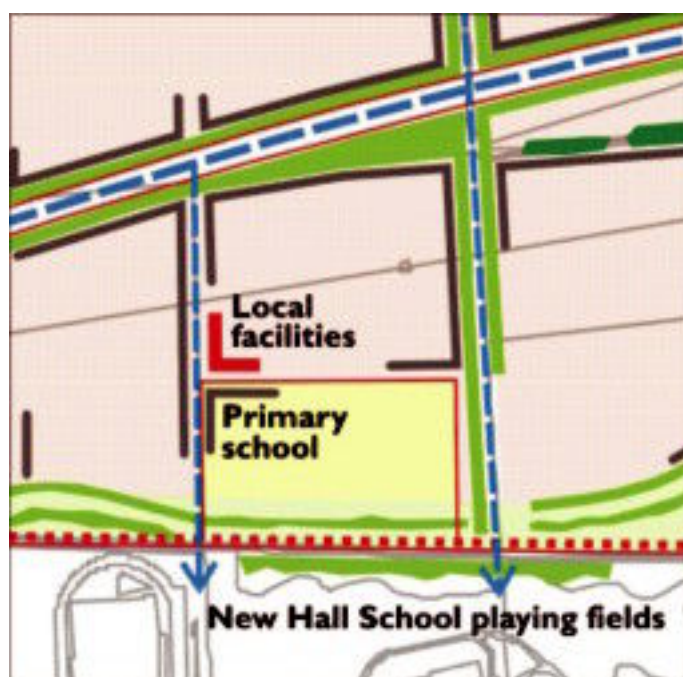 Local
facilities
Primary
school
New Hall School playing fields